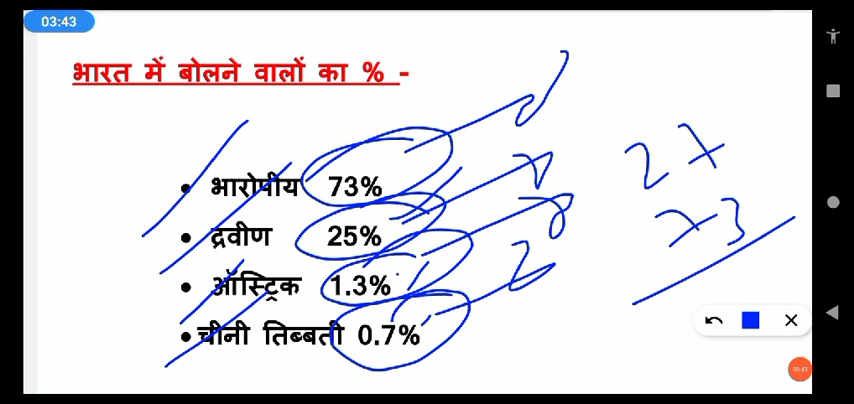 03:43
भारत में बोलने वालों का % -
• भारोपीय 73%
• द्रवीण 25%
• ऑस्ट्रिक 1.3%
• चीनी तिब्बती 0.7%
27
73